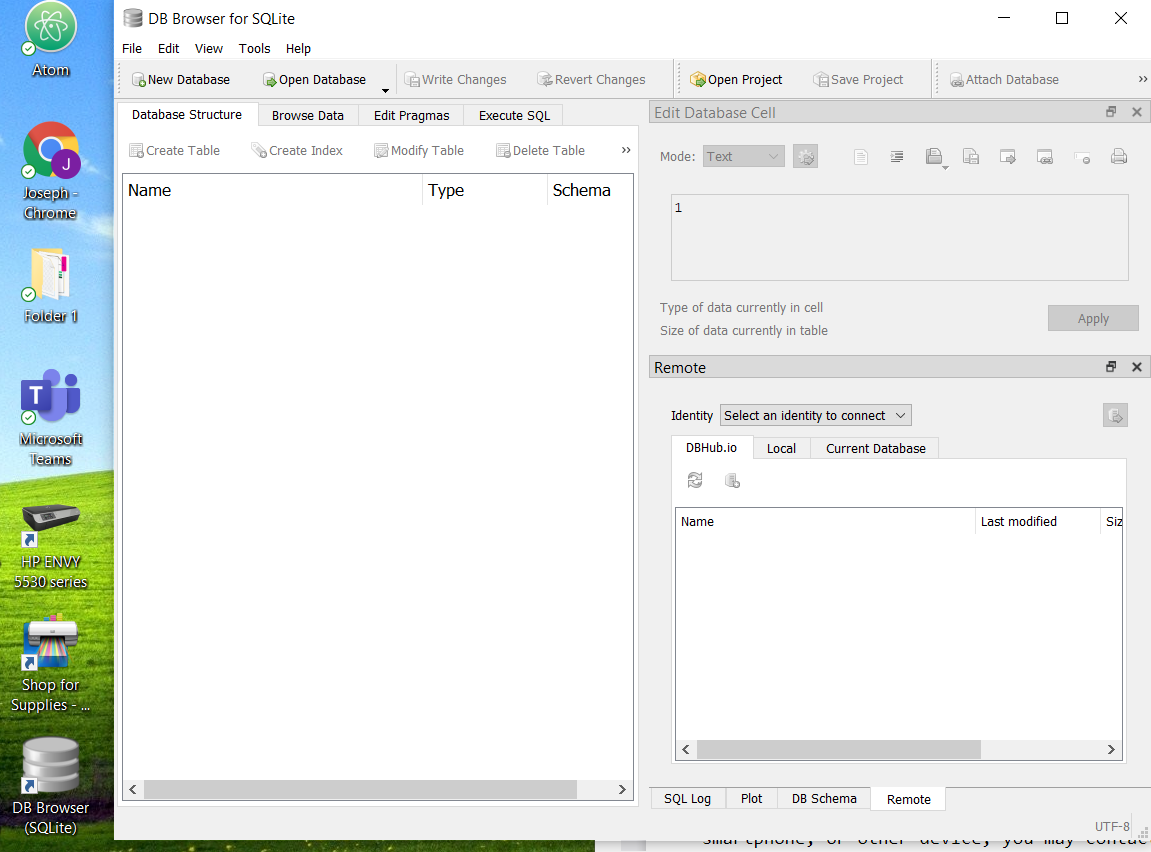 Atom
J
Joseph -
Chrome
Folder 1
T
Microsoft
Teams
HP ENVY
5530 series
Shop for
Supplies - ...
DB Browser
(SQLite)
DB Browser for SQLite
File Edit View Tools Help
New Database Open Database Write Changes Revert Changes Open Project Save Project Attach Database »
Database Structure Browse Data Edit Pragmas Execute SQL
Create Table Create Index Modify Table Delete Table »
Name Type Schema
Edit Database Cell
Mode: Text
1
Type of data currently in cell
Size of data currently in table
Apply
Remote
Identity Select an identity to connect
DBHub.io Local Current Database
Name Last modified Siz
SQL Log Plot DB Schema Remote
UTF-8
smartphone, or other device, you may contac